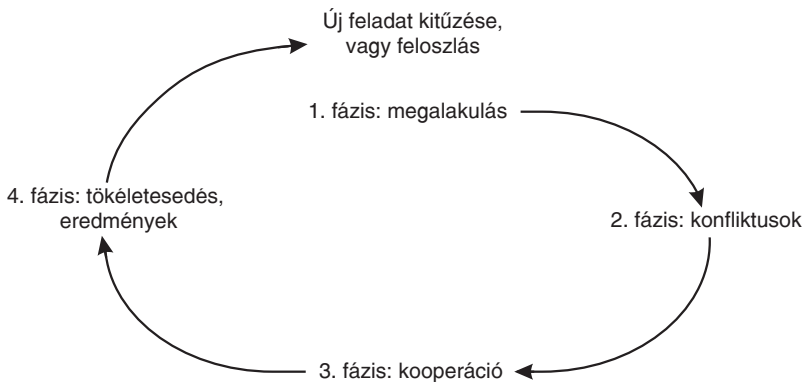 Új feladat kitűzése,
vagy feloszlás
1. fázis: megalakulás
2. fázis: konfliktusok
3. fázis: kooperáció
4. fázis: tökéletesedés,
eredmények